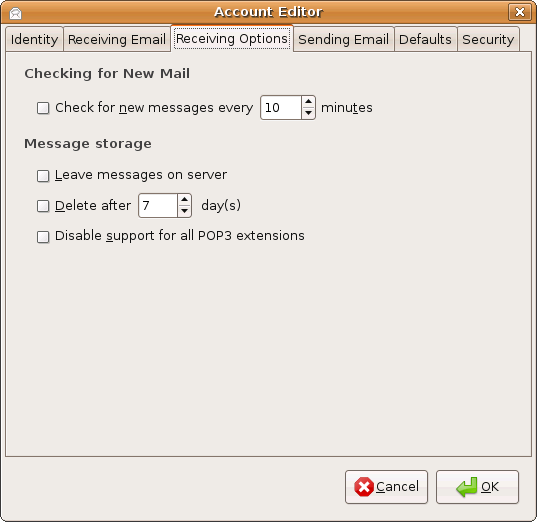 Account Editor
Identity Receiving Email Receiving Options Sending Email Defaults Security
Checking for New Mail
Check for new messages every 10 minutes
Message storage
Leave messages on server
Delete after 7 day(s)
Disable support for all POP3 extensions
Cancel OK